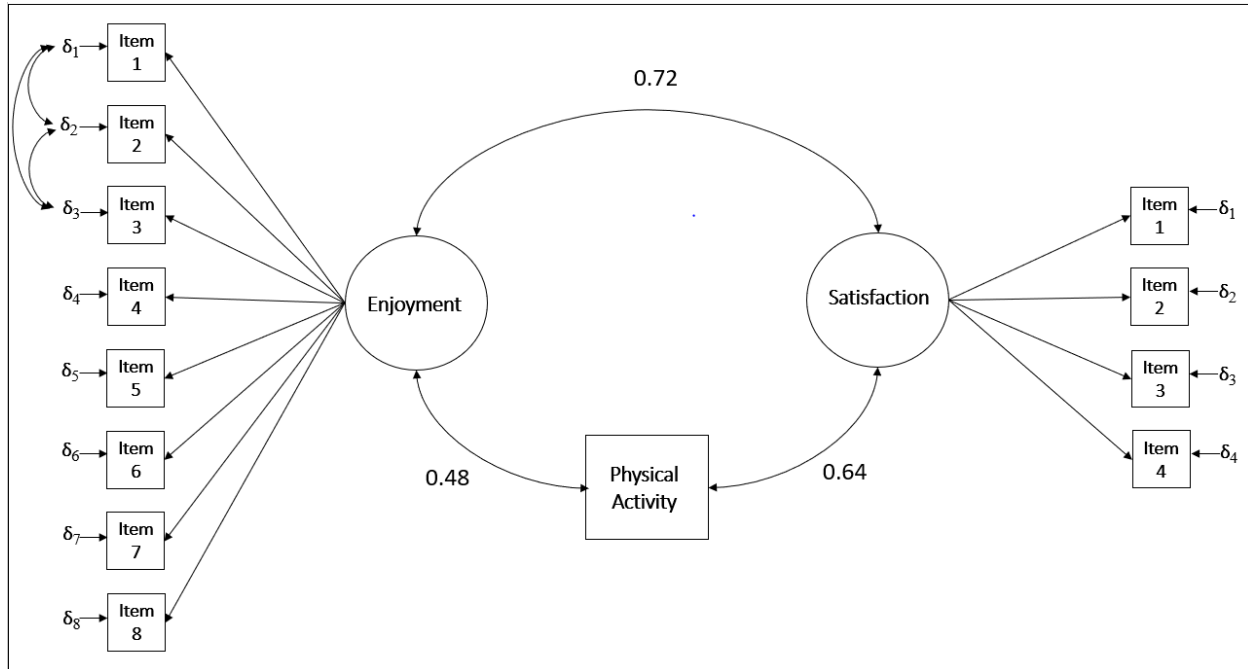 0.72
δ1
Item
1
δ2
Item
2
δ3
Item
3
δ4
Item
4
δ5
Item
5
δ6
Item
6
δ7
Item
7
δ8
Item
8
Enjoyment
Satisfaction
0.48
Physical
Activity
0.64
Item
1
δ1
Item
2
δ2
Item
3
δ3
Item
4
δ4